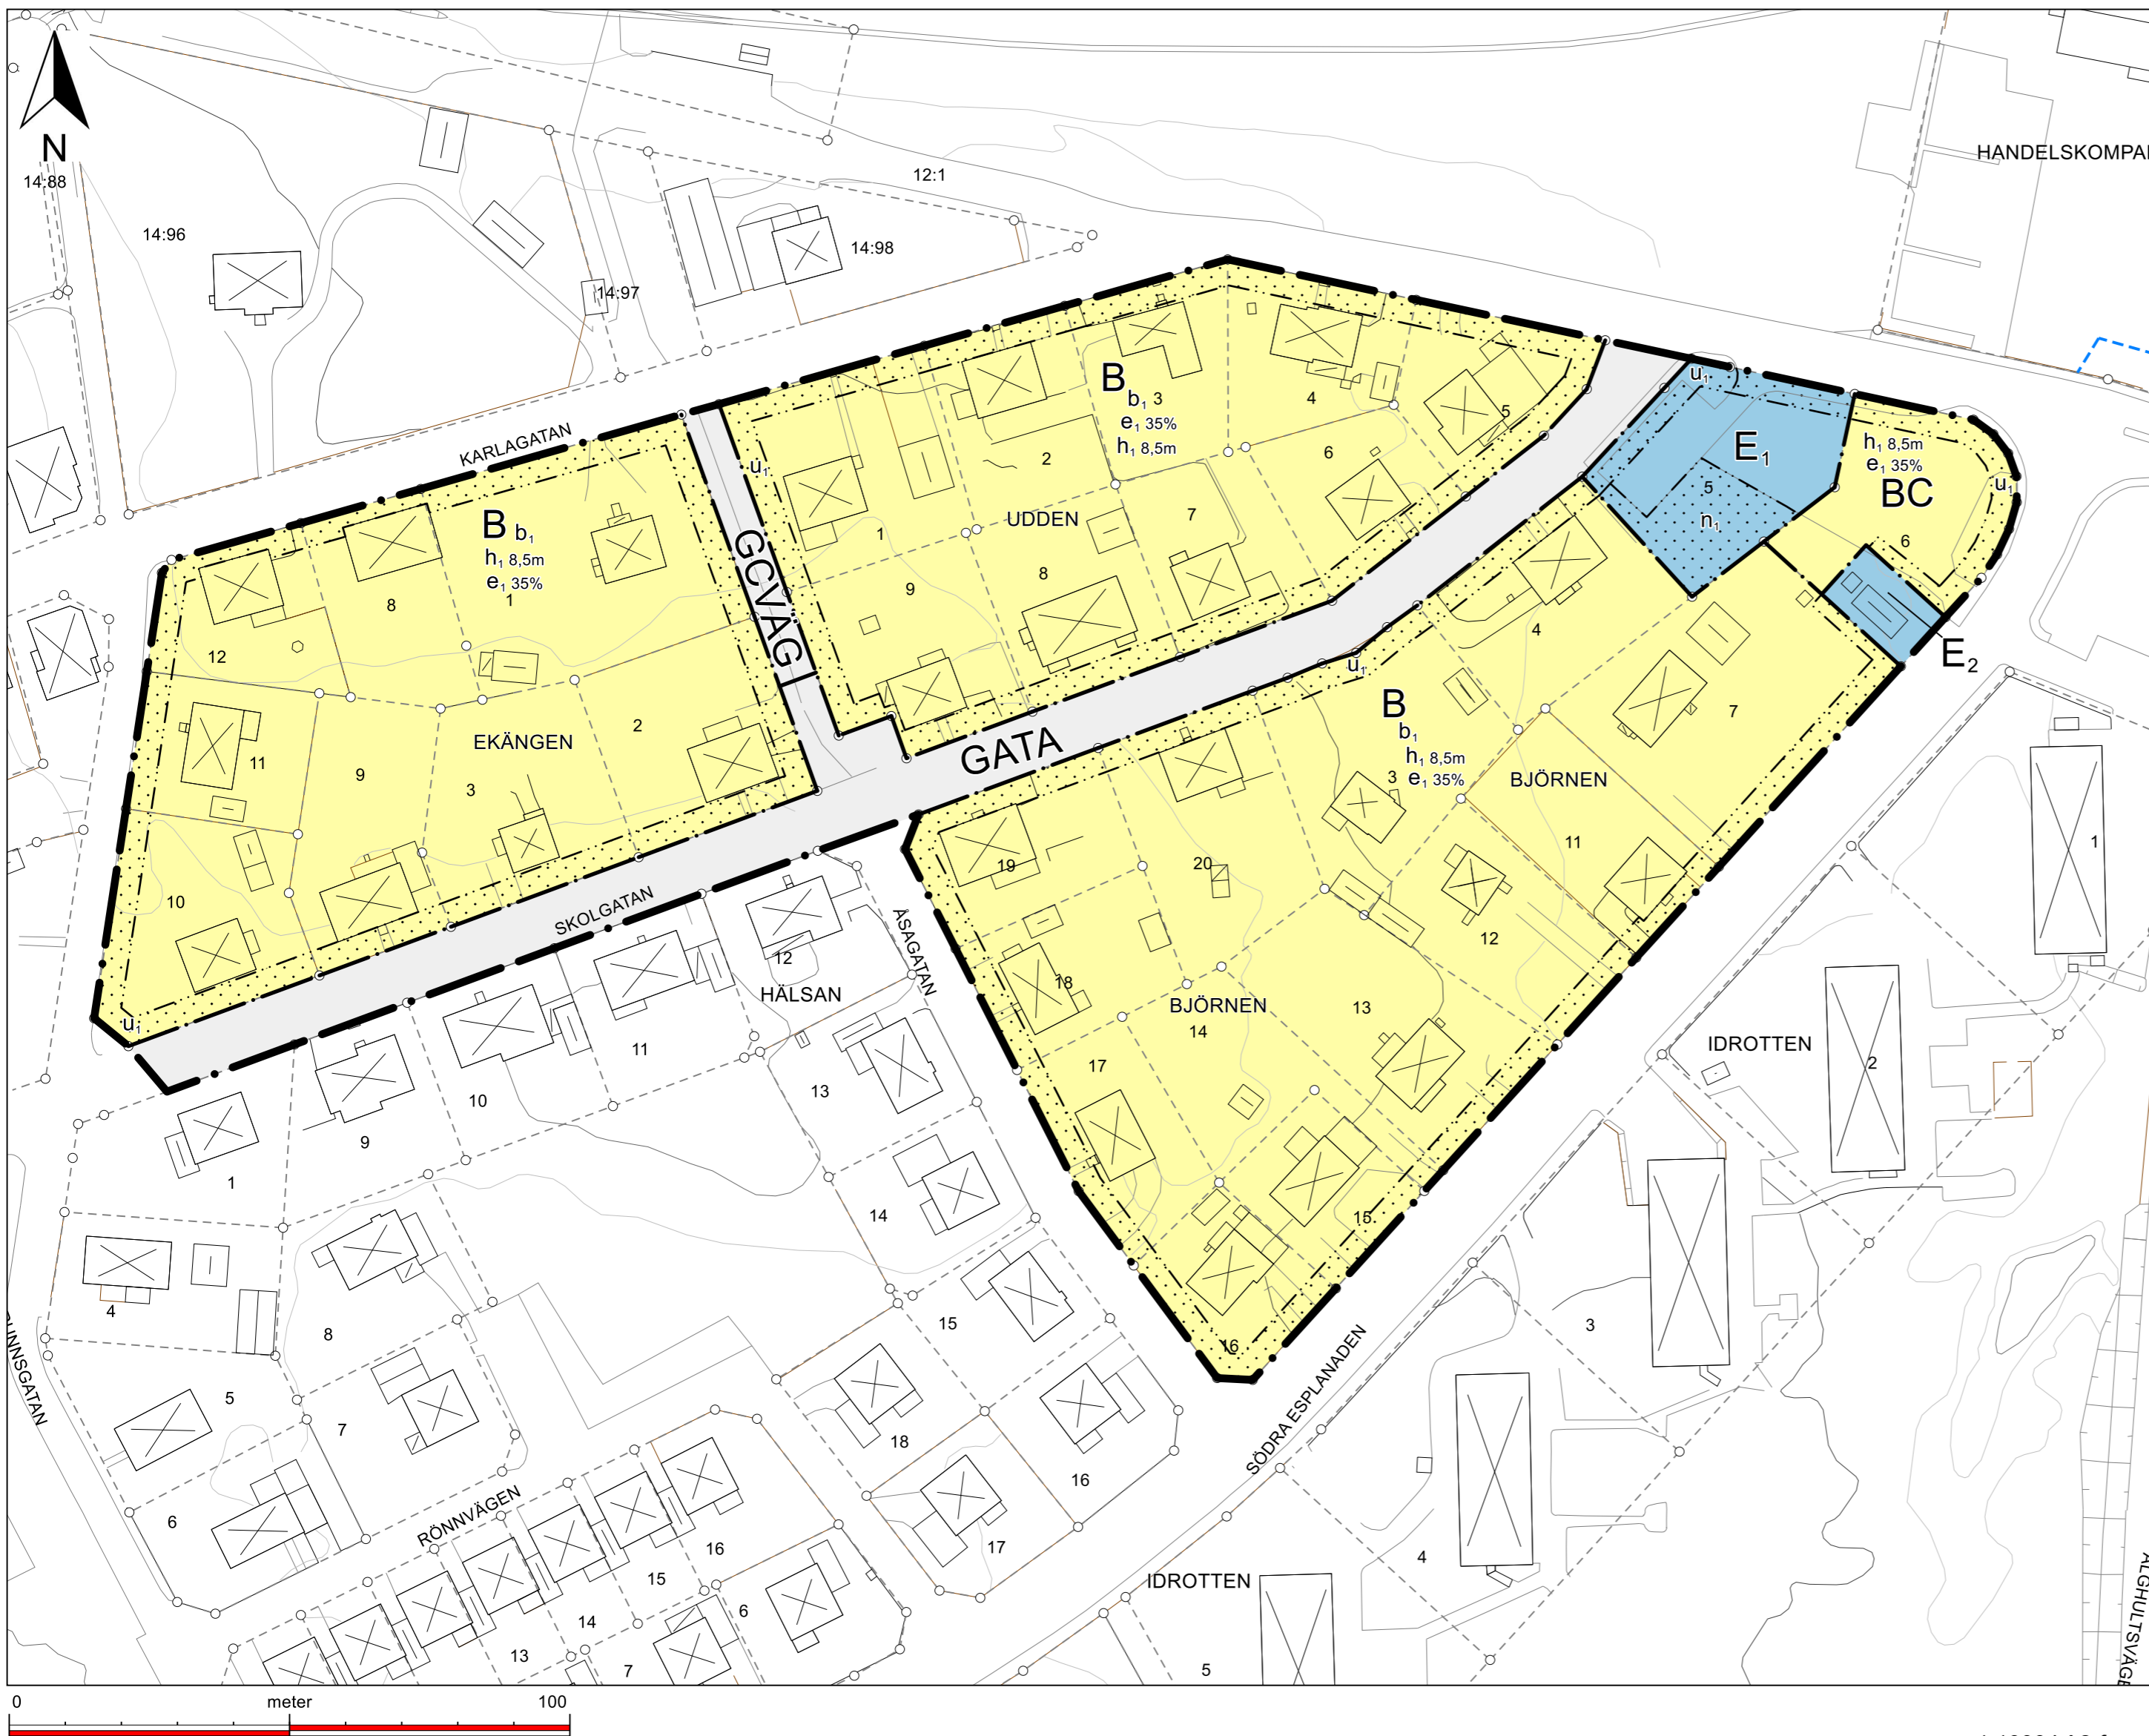 N
14:88
14:96
14:97
14:98
12:1
KARLAGATAN
B b₁
h₁ 8,5m
e₁ 35%
1
8
12
11
9
10
3
2
EKÄNGEN
u₁
GCVÄG
u₁
B
b₁ 3
e₁ 35%
h₁ 8,5m
4
5
6
2
1
UDDEN
7
8
9
u₁
E₁
5
n₁
h₁ 8,5m
e₁ 35%
BC
u₁
6
E₂
GATA
SKOLGATAN
u₁
B
b₁
h₁ 8,5m
3 e₁ 35%
4
7
BJÖRNEN
11
12
19
20
18
BJÖRNEN
14
13
17
15
16
ÅSAGATAN
HÄLSAN
12
11
10
9
1
13
14
15
18
16
17
4
8
5
7
6
RÖNNVÄGEN
16
15
14
13
6
7
SÖDRA ESPLANADEN
IDROTTEN
1
2
3
4
IDROTTEN
5
0 meter 100